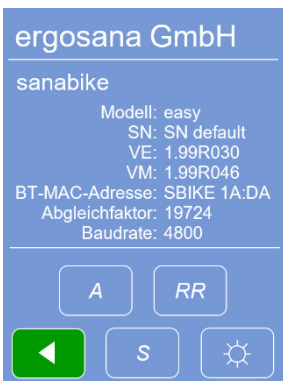 ergosana GmbH
sanabike
Modell: easy
SN: SN default
VE: 1.99R030
VM: 1.99R046
BT-MAC-Adresse: SBIKE 1A:DA
Abgleichfaktor: 19724
Baudrate: 4800
A RR
S